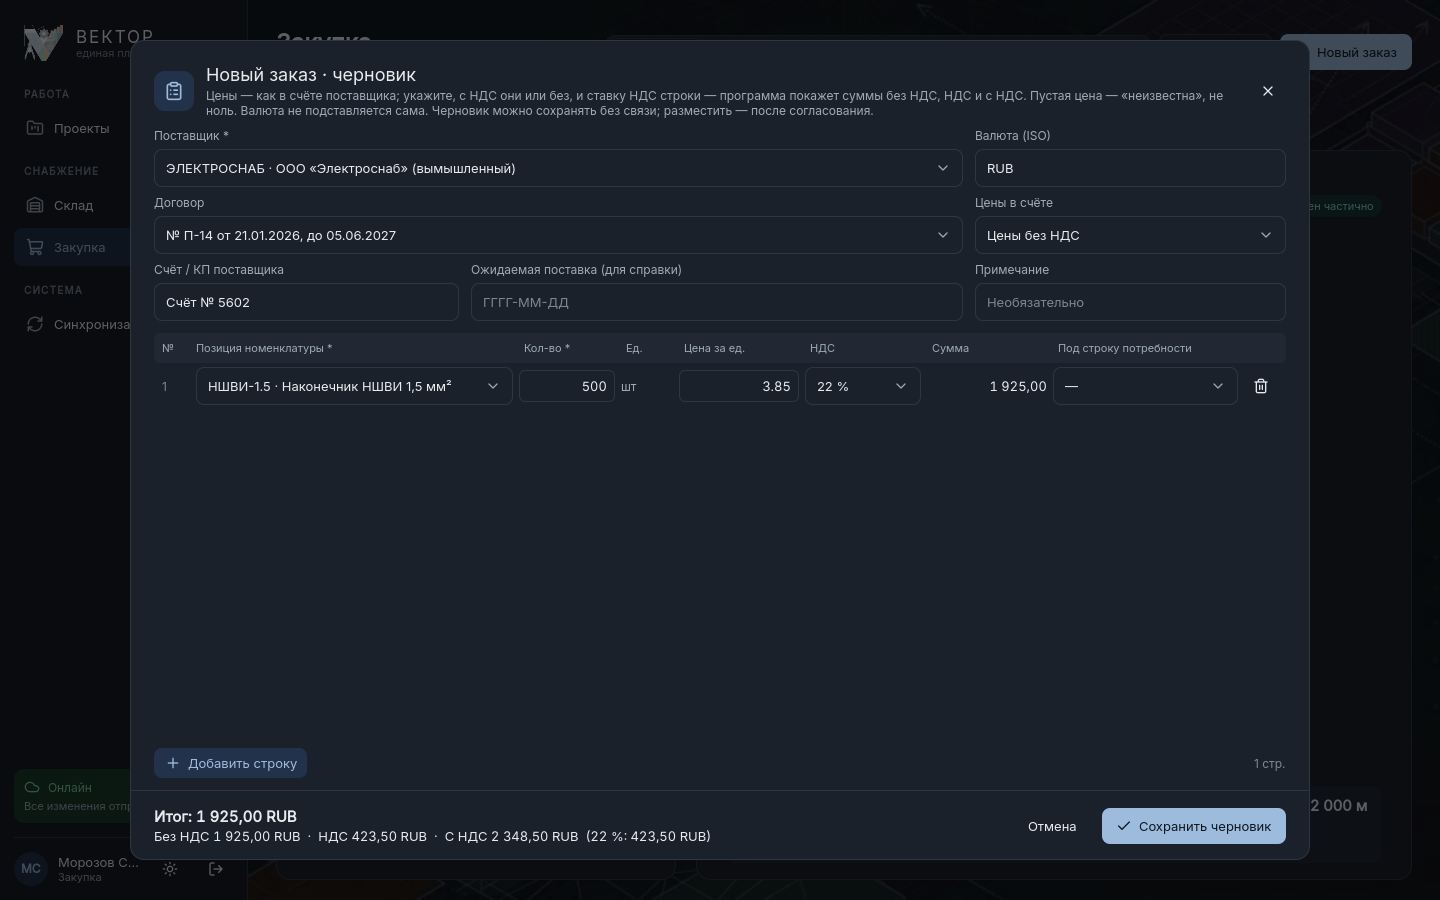 ВЕКТОР
единая пл
Закупка
Новый заказ
РАБОТА
Проекты
СНАБЖЕНИЕ
Склад
Закупка
СИСТЕМА
Синхрониза
Онлайн
Все изменения отпр
МС
Морозов С...
Закупка
Новый заказ · черновик
Цены — как в счёте поставщика; укажите, с НДС они или без, и ставку НДС строки — программа покажет суммы без НДС, НДС и с НДС. Пустая цена — «неизвестна», не
ноль. Валюта не подставляется сама. Черновик можно сохранять без связи; разместить — после согласования.
Поставщик *
Валюта (ISO)
ЭЛЕКТРОСНАБ · ООО «Электроснаб» (вымышленный)
RUB
Договор
Цены в счёте
№ П-14 от 21.01.2026, до 05.06.2027
Цены без НДС
ен частично
Счёт / КП поставщика
Ожидаемая поставка (для справки)
Примечание
Счёт № 5602
ГГГГ-ММ-ДД
Необязательно
№ Позиция номенклатуры * Кол-во * Ед. Цена за ед. НДС Сумма Под строку потребности
1 НШВИ-1.5 · Наконечник НШВИ 1,5 мм² 500 шт 3.85 22 % 1 925,00 —
Добавить строку
1 стр.
2 000 м
Итог: 1 925,00 RUB
Без НДС 1 925,00 RUB · НДС 423,50 RUB · С НДС 2 348,50 RUB (22 %: 423,50 RUB)
Отмена
Сохранить черновик